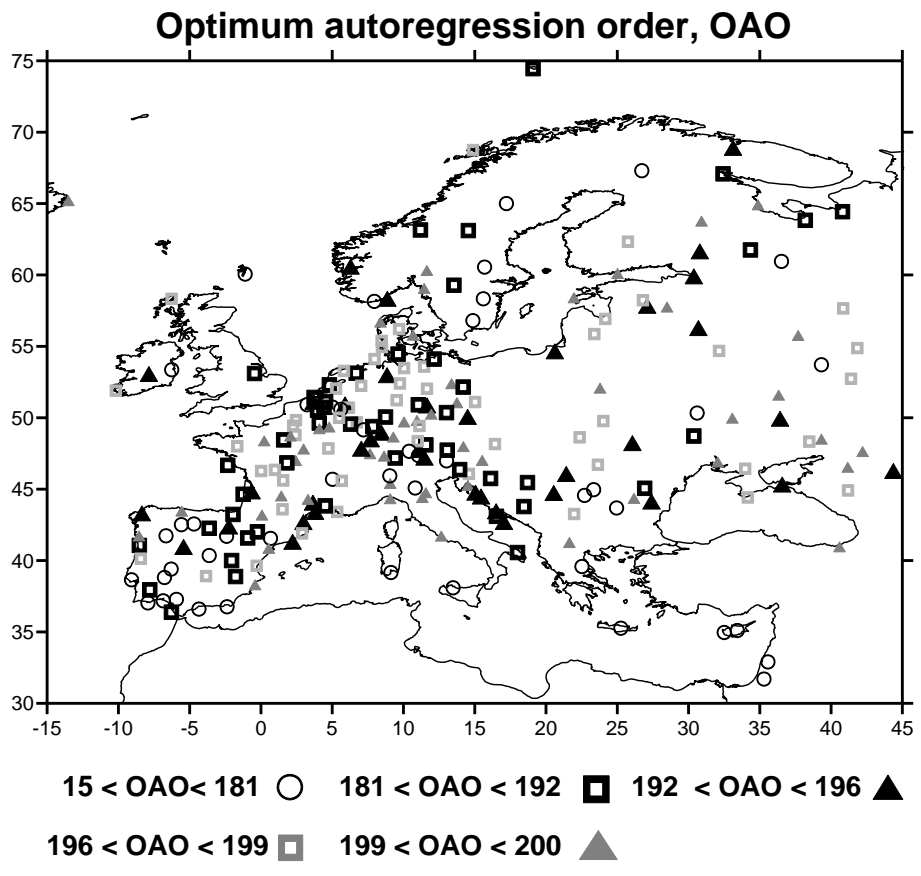 Optimum autoregression order, OAO
75
70
65
60
55
50
45
40
35
30
-15 -10 -5 0 5 10 15 20 25 30 35 40 45
15 < OAO< 181 181 < OAO < 192 192 < OAO < 196
196 < OAO < 199 199 < OAO < 200